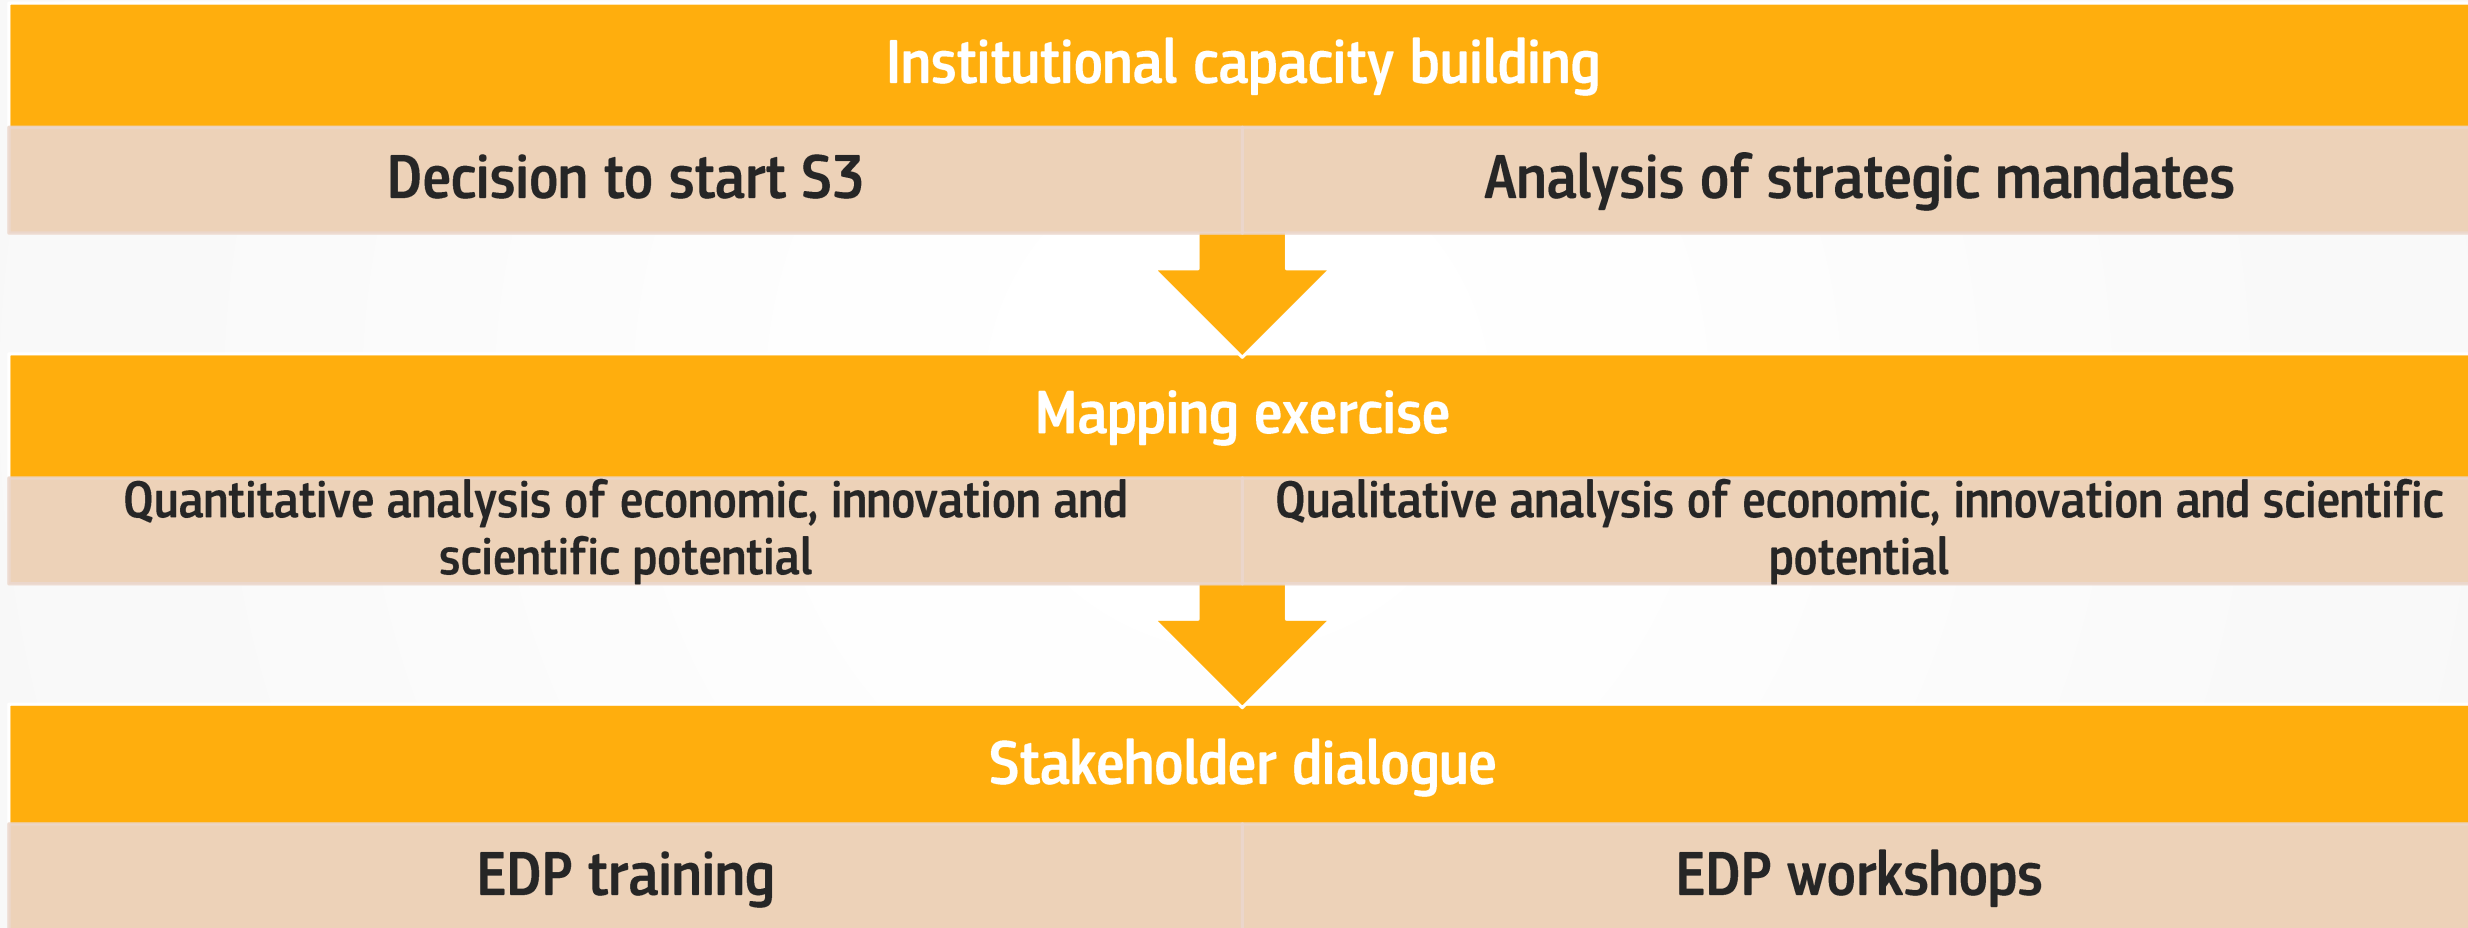 Institutional capacity building
Decision to start S3
Analysis of strategic mandates
Mapping exercise
Quantitative analysis of economic, innovation and
scientific potential
Qualitative analysis of economic, innovation and scientific
potential
Stakeholder dialogue
EDP training
EDP workshops